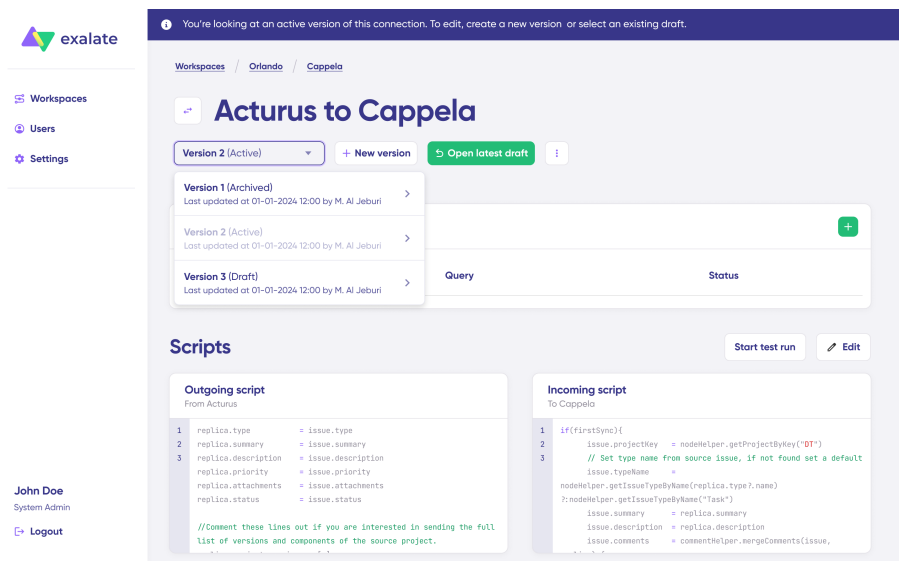 You're looking at an active version of this connection. To edit, create a new version or select an existing draft.
exalate
Workspaces
Users
Settings
Workspaces / Orlando / Cappela
Acturus to Cappela
Version 2 (Active)
+ New version
Open latest draft
Version 1 (Archived)
Last updated at 01-01-2024 12:00 by M. Al Jeburi
Version 2 (Active)
Last updated at 01-01-2024 12:00 by M. Al Jeburi
Version 3 (Draft)
Last updated at 01-01-2024 12:00 by M. Al Jeburi
Query
Status
Scripts
Start test run
Edit
Outgoing script
From Acturus
1 replica.type = issue.type
2 replica.summary = issue.summary
3 replica.description = issue.description
replica.priority = issue.priority
replica.attachments = issue.attachments
replica.status = issue.status
//Comment these lines out if you are interested in sending the full
list of versions and components of the source project.
Incoming script
To Cappela
1 if(firstSync){
2 issue.projectKey = nodeHelper.getProjectByKey("DT")
3 // Set type name from source issue, if not found set a default
issue.typeName =
nodeHelper.getIssueTypeByName(replica.type?.name)
?:nodeHelper.getIssueTypeByName("Task")
issue.summary = replica.summary
issue.description = replica.description
issue.comments = commentHelper.mergeComments(issue,
John Doe
System Admin
Logout